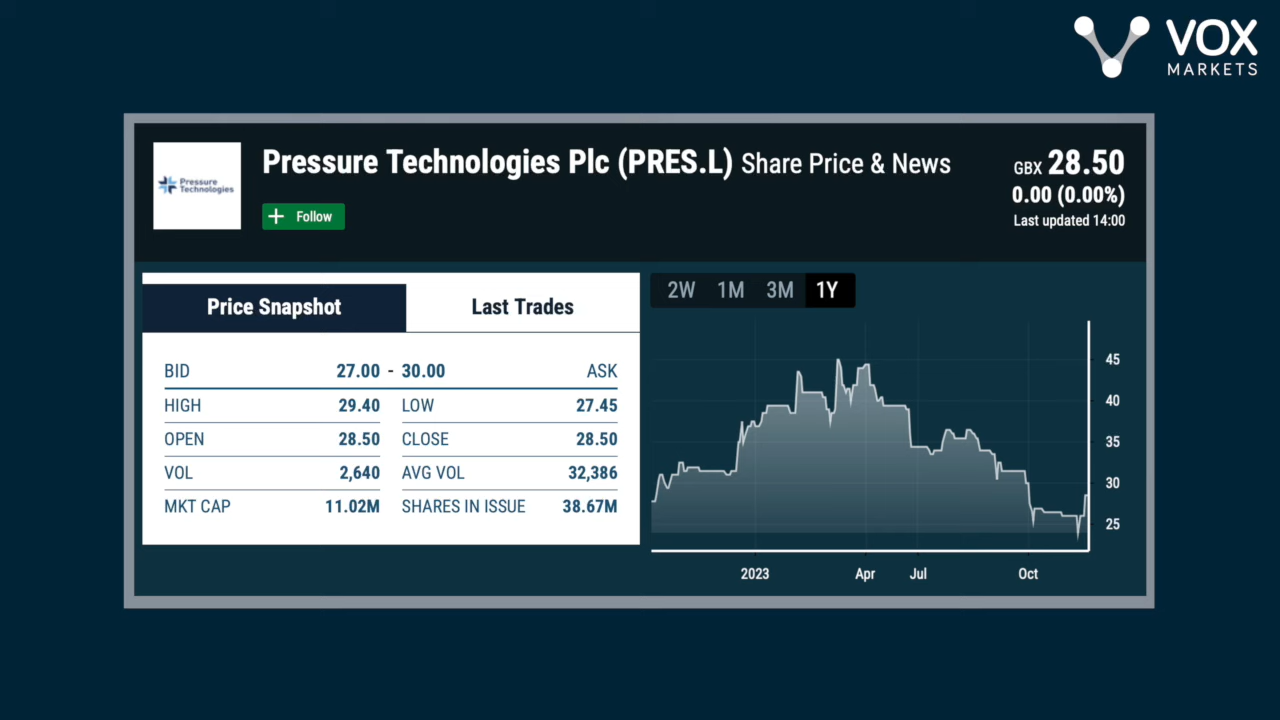 VOX
MARKETS
Pressure Technologies Plc (PRES.L) Share Price & News
GBX 28.50
0.00 (0.00%)
Last updated 14:00
Pressure
Technologies
+ Follow
Price Snapshot
Last Trades
BID 27.00 - 30.00 ASK
HIGH 29.40 LOW 27.45
OPEN 28.50 CLOSE 28.50
VOL 2,640 AVG VOL 32,386
MKT CAP 11.02M SHARES IN ISSUE 38.67M
2W 1M 3M 1Y
45
40
35
30
25
2023 Apr Jul Oct